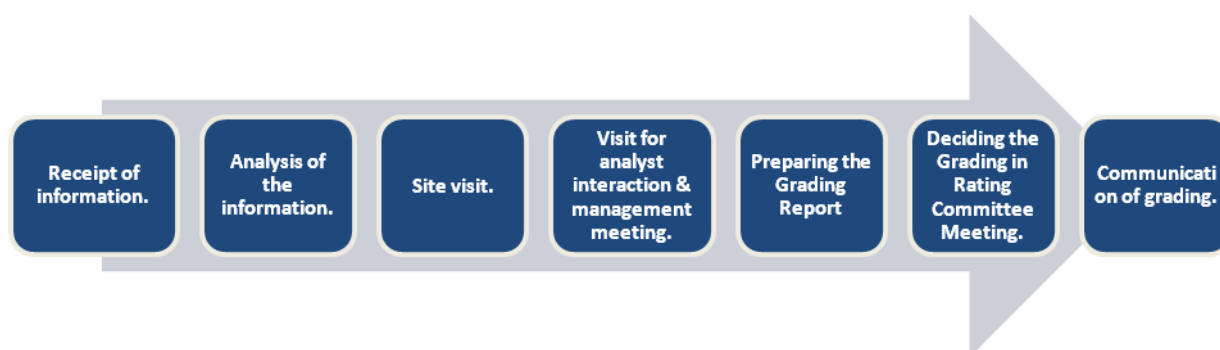 Receipt of
information.
Analysis of
the
information.
Site visit.
Visit for
analyst
interaction &
management
meeting.
Preparing the
Grading
Report
Deciding the
Grading in
Rating
Committee
Meeting.
Communicati
on of grading.